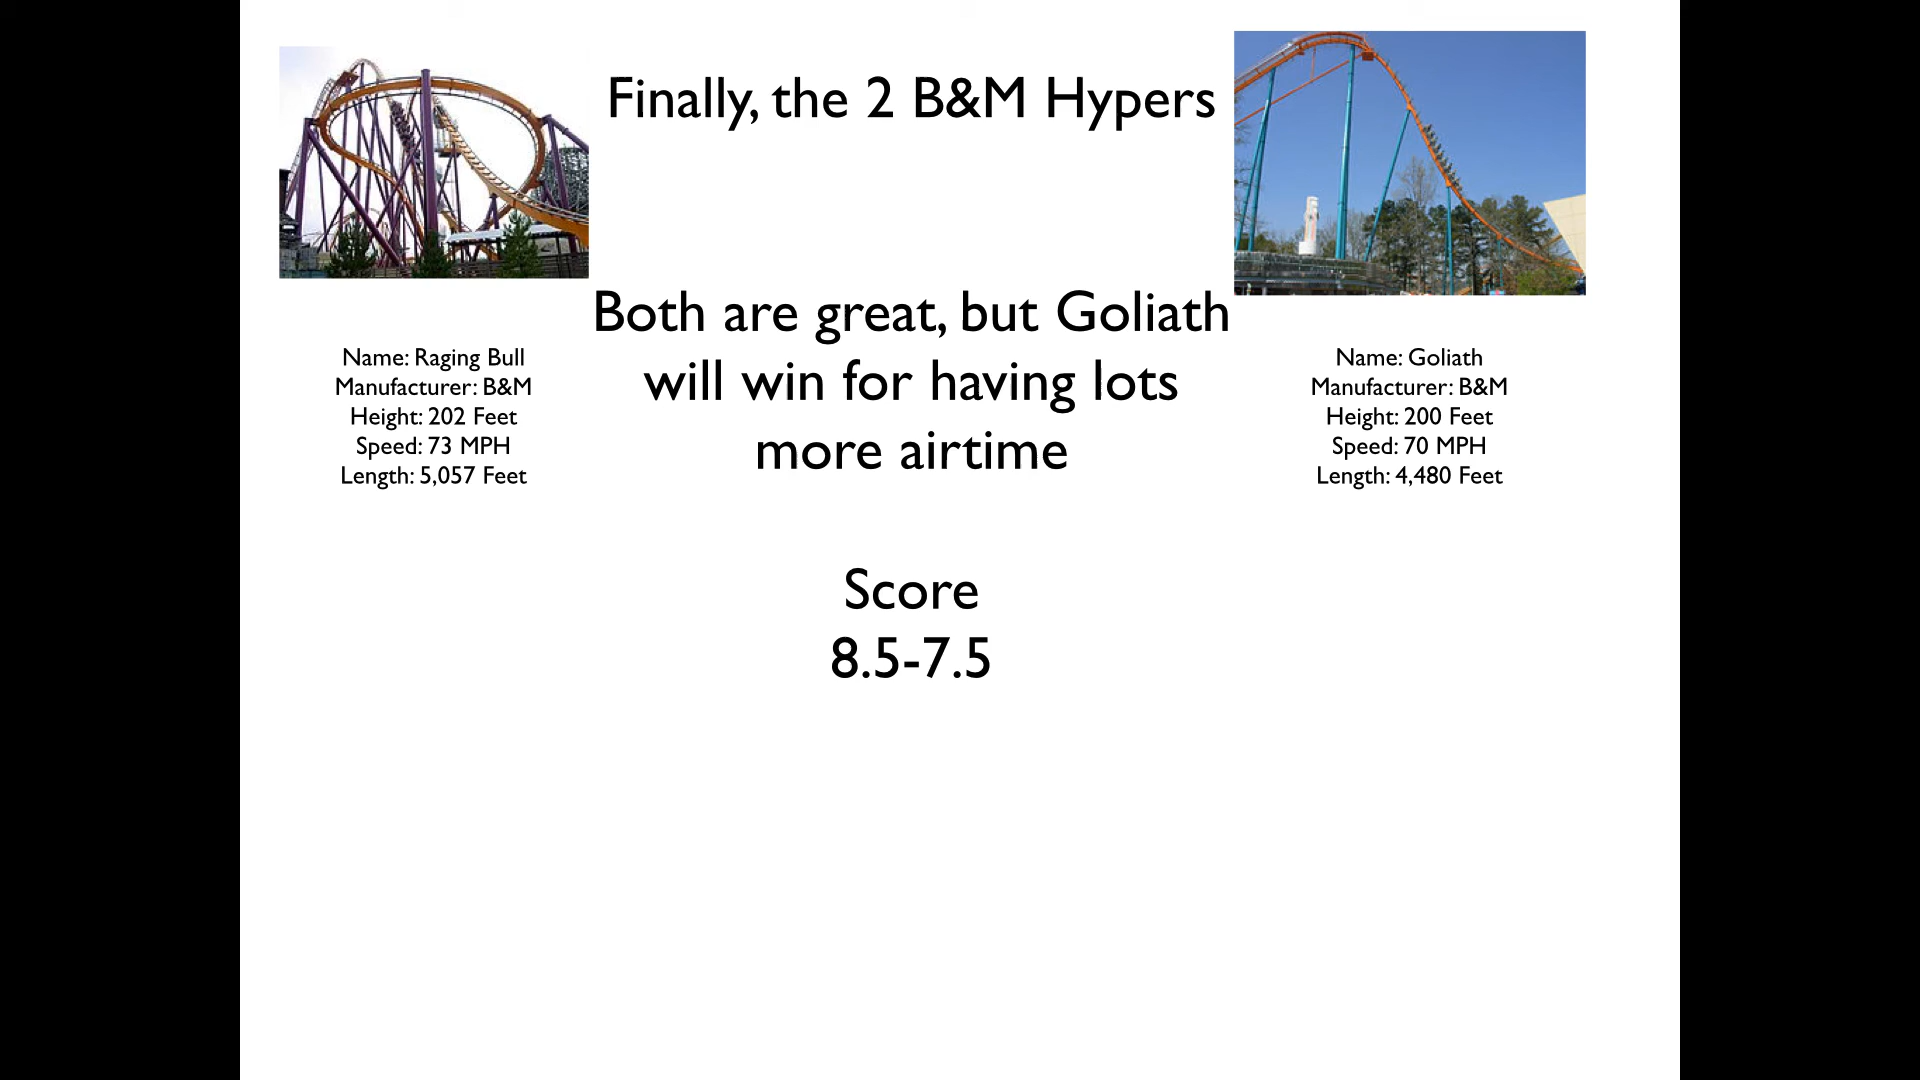 Finally, the 2 B&M Hypers
Both are great, but Goliath
will win for having lots
more airtime
Score
8.5-7.5
Name: Raging Bull
Manufacturer: B&M
Height: 202 Feet
Speed: 73 MPH
Length: 5,057 Feet
Name: Goliath
Manufacturer: B&M
Height: 200 Feet
Speed: 70 MPH
Length: 4,480 Feet